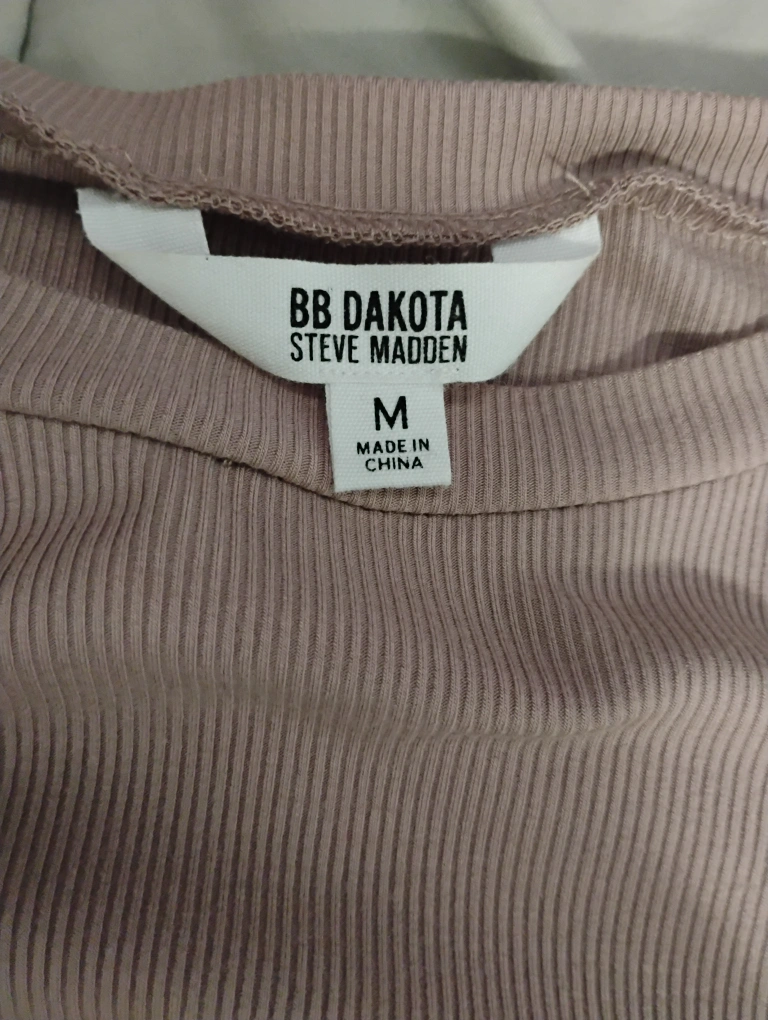 BB DAKOTA
STEVE MADDEN
M
MADE IN
CHINA